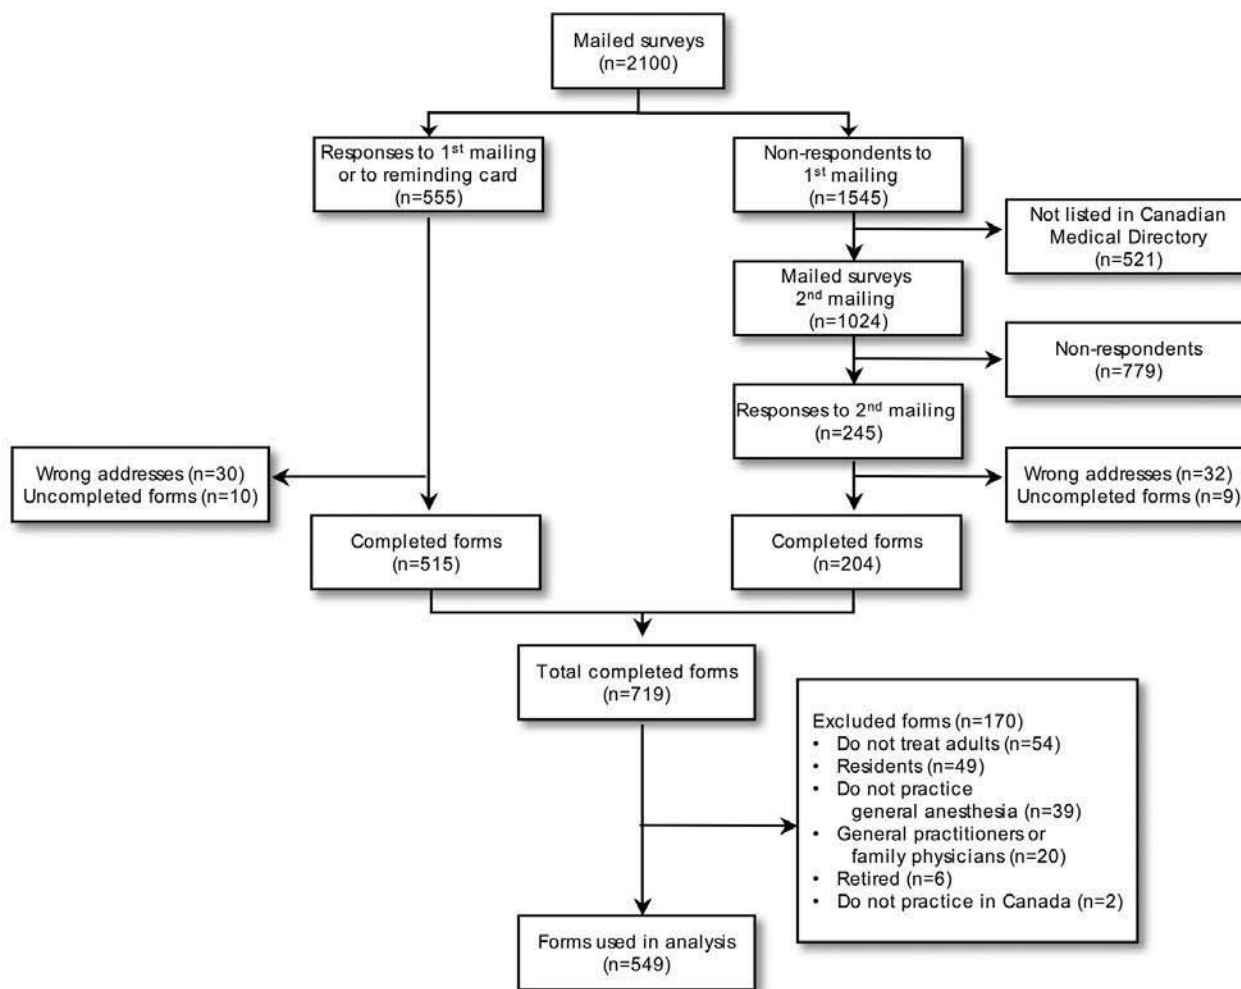 Mailed surveys
(n=2100)
Responses to 1st mailing
or to reminding card
(n=555)
Non-respondents to
1st mailing
(n=1545)
Not listed in Canadian
Medical Directory
(n=521)
Mailed surveys
2nd mailing
(n=1024)
Non-respondents
(n=779)
Responses to 2nd mailing
(n=245)
Wrong addresses (n=30)
Uncompleted forms (n=10)
Wrong addresses (n=32)
Uncompleted forms (n=9)
Completed forms
(n=515)
Completed forms
(n=204)
Total completed forms
(n=719)
Excluded forms (n=170)
• Do not treat adults (n=54)
• Residents (n=49)
• Do not practice
general anesthesia (n=39)
• General practitioners or
family physicians (n=20)
• Retired (n=6)
• Do not practice in Canada (n=2)
Forms used in analysis
(n=549)